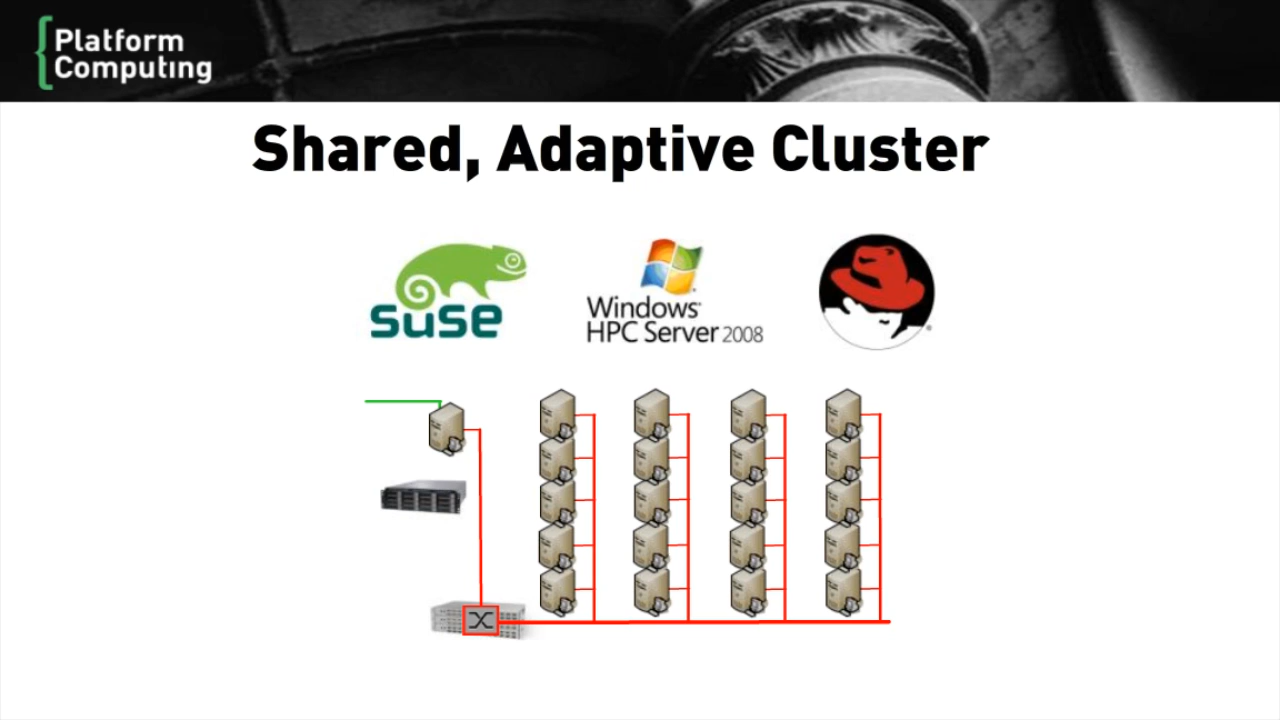 Platform
Computing
Shared, Adaptive Cluster
suse
Windows
HPC Server 2008